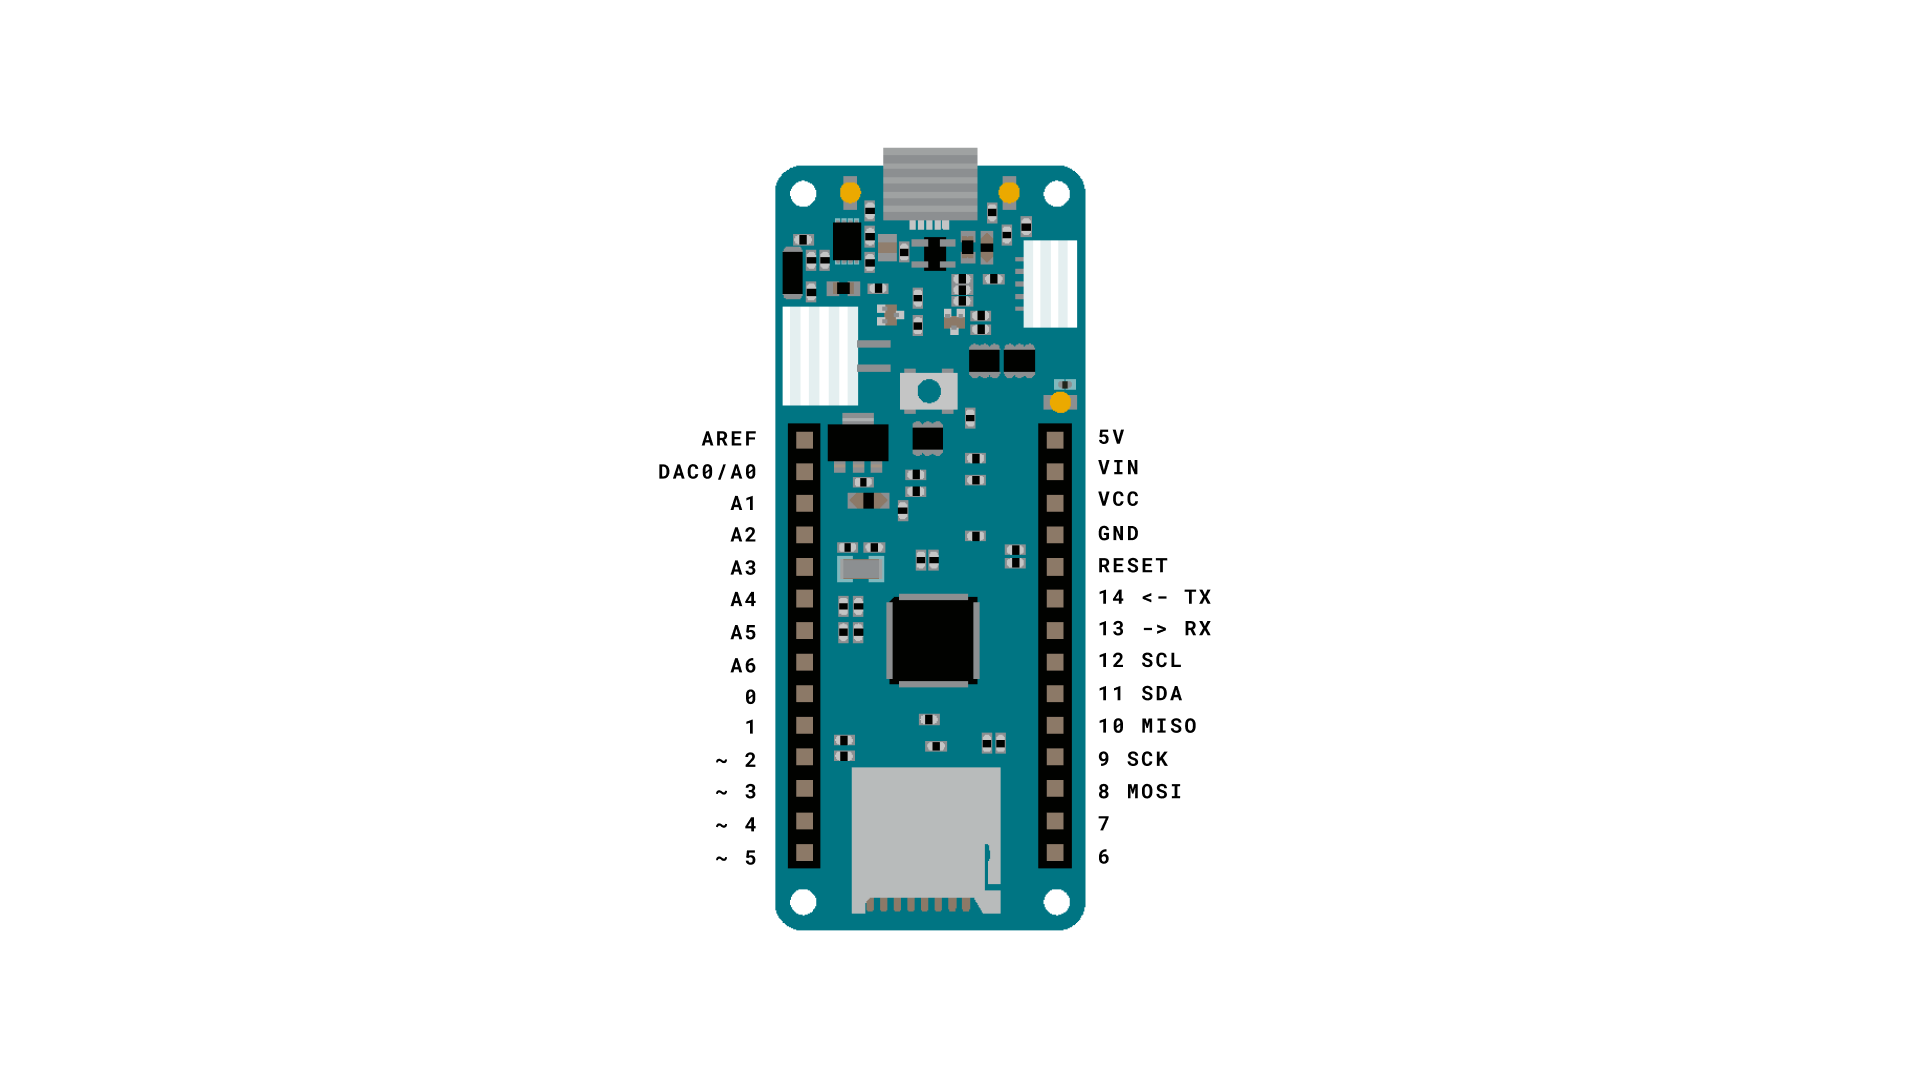 AREF
DAC0/A0
A1
A2
A3
A4
A5
A6
0
1
~ 2
~ 3
~ 4
~ 5
5V
VIN
VCC
GND
RESET
14 <- TX
13 -> RX
12 SCL
11 SDA
10 MISO
9 SCK
8 MOSI
7
6